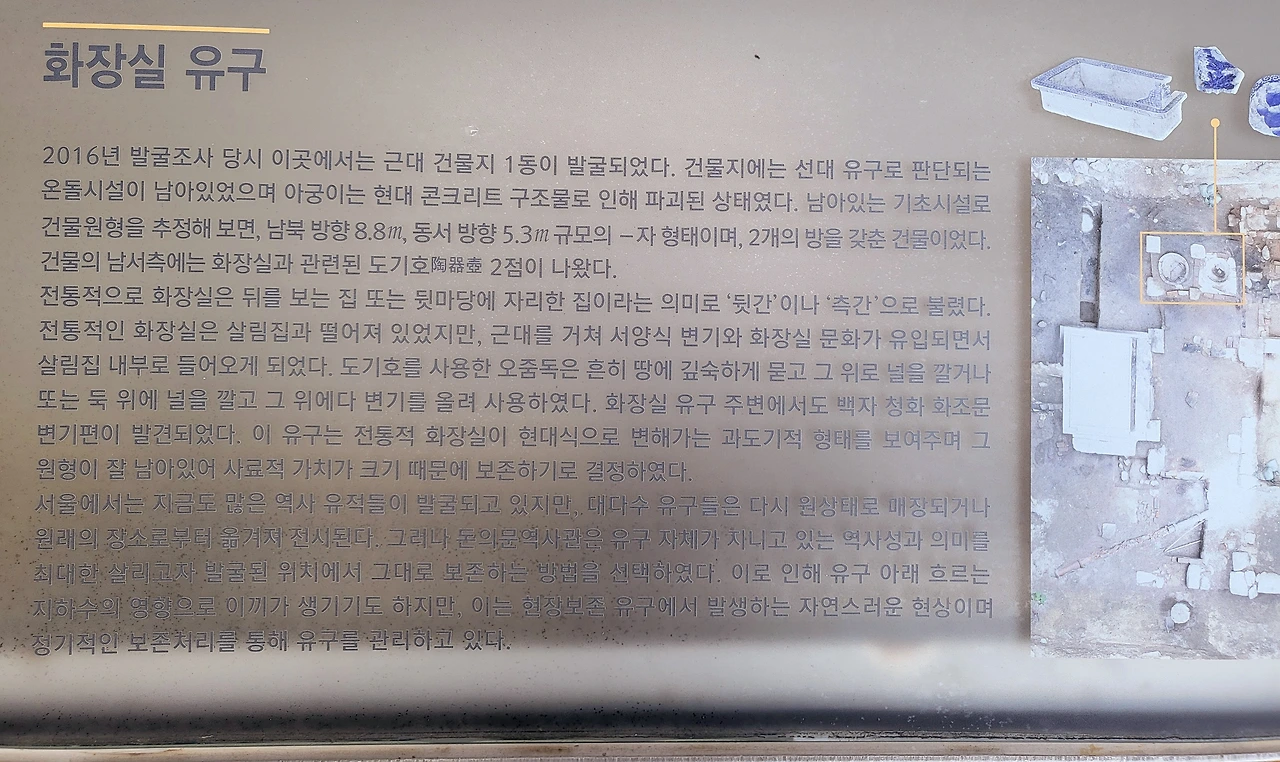 화장실 유구
2016년 발굴조사 당시 이곳에서는 근대 건물지 1동이 발굴되었다. 건물지에는 선대 유구로 판단되는
온돌시설이 남아있었으며 아궁이는 현대 콘크리트 구조물로 인해 파괴된 상태였다. 남아있는 기초시설로
건물원형을 추정해 보면, 남북 방향 8.8m, 동서 방향 5.3m 규모의 ㅡ자 형태이며, 2개의 방을 갖춘 건물이었다.
건물의 남서측에는 화장실과 관련된 도기호陶器壺 2점이 나왔다.
전통적으로 화장실은 뒤를 보는 집 또는 뒷마당에 자리한 집이라는 의미로 ‘뒷간’이나 ‘측간’으로 불렸다.
전통적인 화장실은 살림집과 떨어져 있었지만, 근대를 거쳐 서양식 변기와 화장실 문화가 유입되면서
살림집 내부로 들어오게 되었다. 도기호를 사용한 오줌독은 흔히 땅에 깊숙하게 묻고 그 위로 널을 깔거나
또는 독 위에 널을 깔고 그 위에다 변기를 올려 사용하였다. 화장실 유구 주변에서도 백자 청화 화조문
변기편이 발견되었다. 이 유구는 전통적 화장실이 현대식으로 변해가는 과도기적 형태를 보여주며 그
원형이 잘 남아있어 사료적 가치가 크기 때문에 보존하기로 결정하였다.
서울에서는 지금도 많은 역사 유적들이 발굴되고 있지만, 대다수 유구들은 다시 원상태로 매장되거나
원래의 장소로부터 옮겨져 전시된다. 그러나 돈의문역사관은 유구 자체가 지니고 있는 역사성과 의미를
최대한 살리고자 발굴된 위치에서 그대로 보존하는 방법을 선택하였다. 이로 인해 유구 아래 흐르는
지하수의 영향으로 이끼가 생기기도 하지만, 이는 현장보존 유구에서 발생하는 자연스러운 현상이며
정기적인 보존처리를 통해 유구를 관리하고 있다.